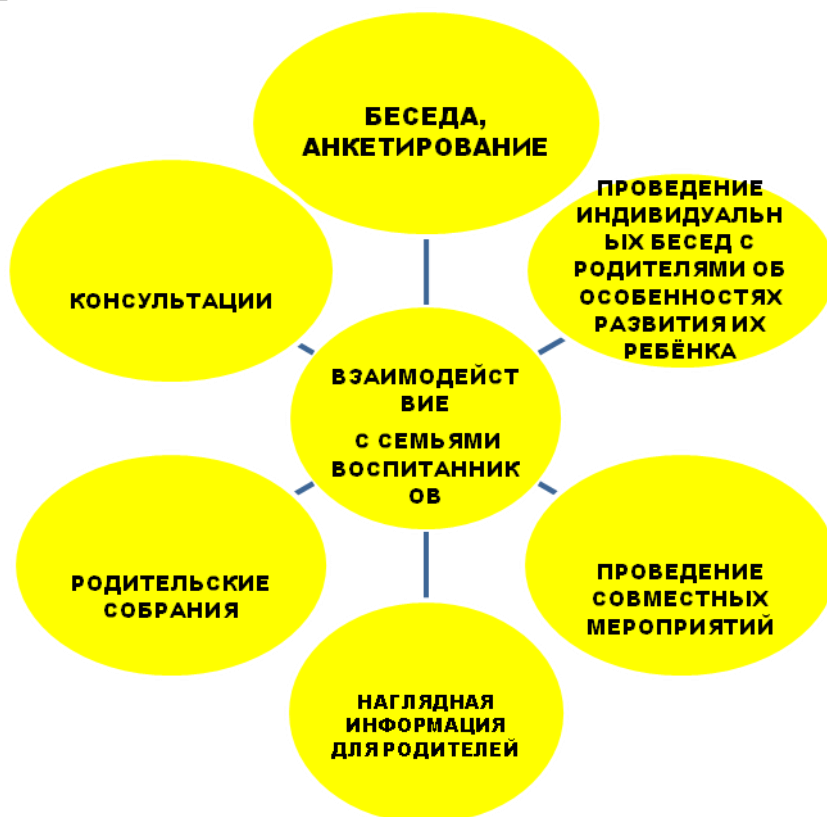 БЕСЕДА,
АНКЕТИРОВАНИЕ
ПРОВЕДЕНИЕ
ИНДИВИДУАЛЬН
ЫХ БЕСЕД С
РОДИТЕЛЯМИ ОБ
ОСОБЕННОСТЯХ
РАЗВИТИЯ ИХ
РЕБЁНКА
КОНСУЛЬТАЦИИ
ВЗАИМОДЕЙСТ
ВИЕ
С СЕМЬЯМИ
ВОСПИТАННИК
ОВ
РОДИТЕЛЬСКИЕ
СОБРАНИЯ
ПРОВЕДЕНИЕ
СОВМЕСТНЫХ
МЕРОПРИЯТИЙ
НАГЛЯДНАЯ
ИНФОРМАЦИЯ
ДЛЯ РОДИТЕЛЕЙ